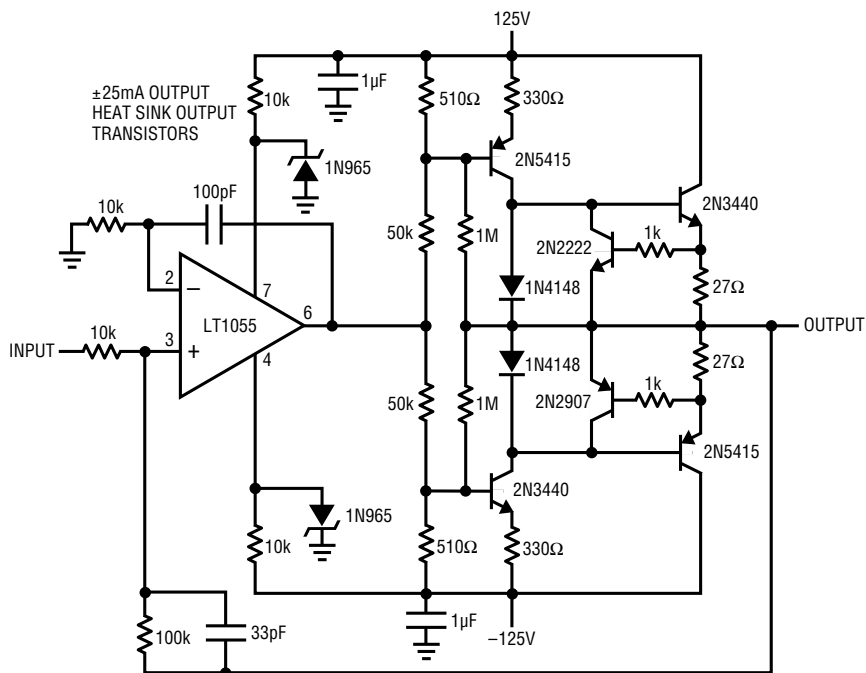 125V
±25mA OUTPUT
HEAT SINK OUTPUT
TRANSISTORS
10k
1µF
510Ω
330Ω
1N965
2N5415
2N3440
10k
100pF
50k
1M
2N2222
1k
27Ω
1N4148
2
7
6
LT1055
OUTPUT
INPUT
10k
3
4
50k
1M
1N4148
2N2907
1k
27Ω
2N5415
1N965
2N3440
10k
510Ω
330Ω
100k
33pF
1µF
–125V